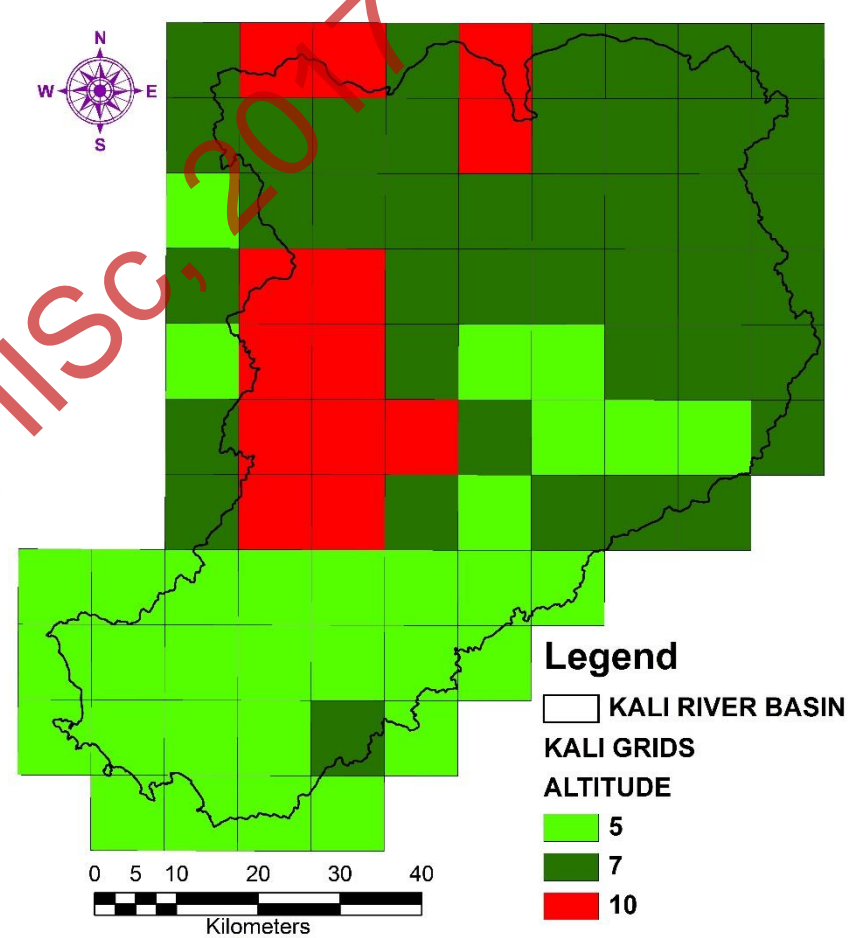 N
W E
S
IISc, 2017
Legend
KALI RIVER BASIN
KALI GRIDS
ALTITUDE
5
7
10
0 5 10 20 30 40
Kilometers